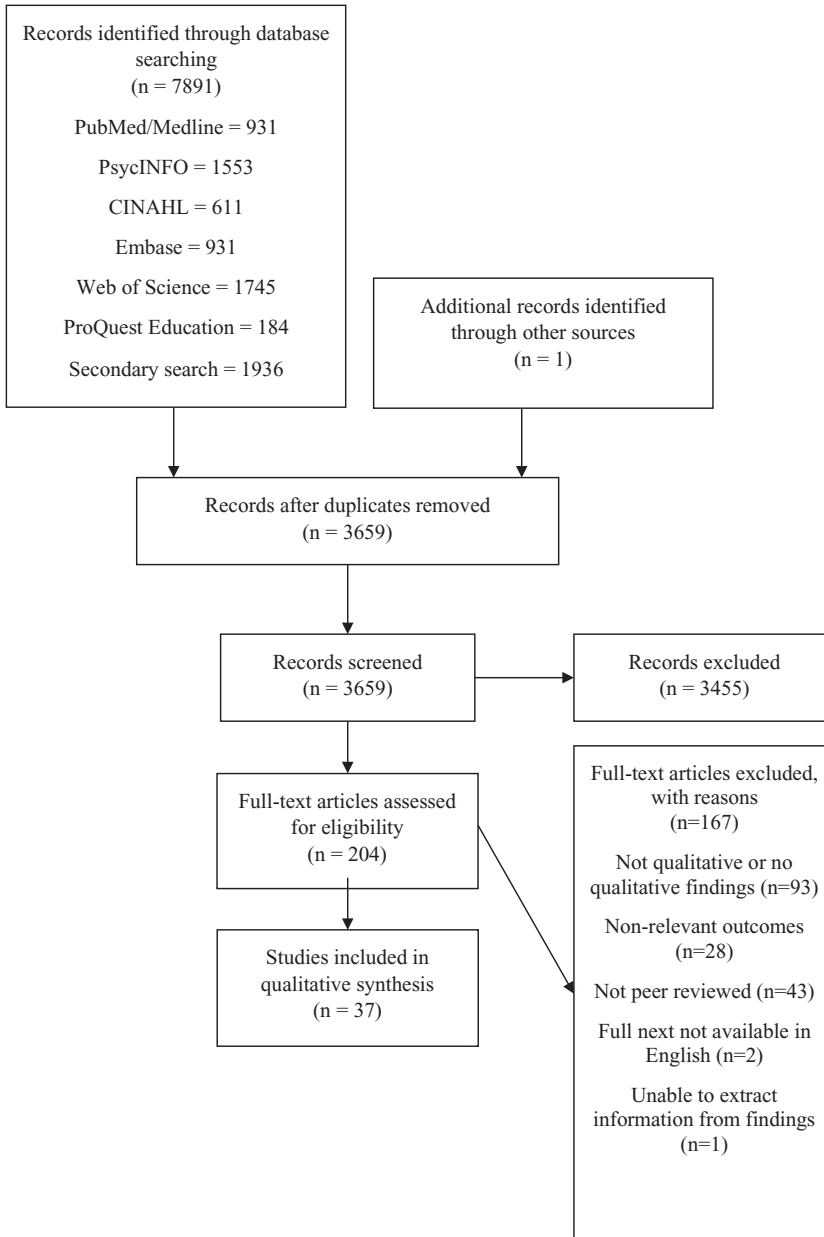 Records identified through database
searching
(n = 7891)
PubMed/Medline = 931
PsycINFO = 1553
CINAHL = 611
Embase = 931
Web of Science = 1745
ProQuest Education = 184
Secondary search = 1936
Additional records identified
through other sources
(n = 1)
Records after duplicates removed
(n = 3659)
Records screened
(n = 3659)
Records excluded
(n = 3455)
Full-text articles assessed
for eligibility
(n = 204)
Full-text articles excluded,
with reasons
(n=167)
Not qualitative or no
qualitative findings (n=93)
Non-relevant outcomes
(n=28)
Not peer reviewed (n=43)
Full next not available in
English (n=2)
Unable to extract
information from findings
(n=1)
Studies included in
qualitative synthesis
(n = 37)